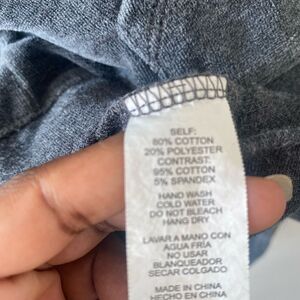 SELF:
80% COTTON
20% POLYESTER
CONTRAST:
95% COTTON
5% SPANDEX
HAND WASH
COLD WATER
DO NOT BLEACH
HANG DRY
LAVAR A MANO CON
AGUA FRIA
NO USAR
BLANQUEADOR
SECAR COLGADO
MADE IN CHINA
HECHO EN CHINA